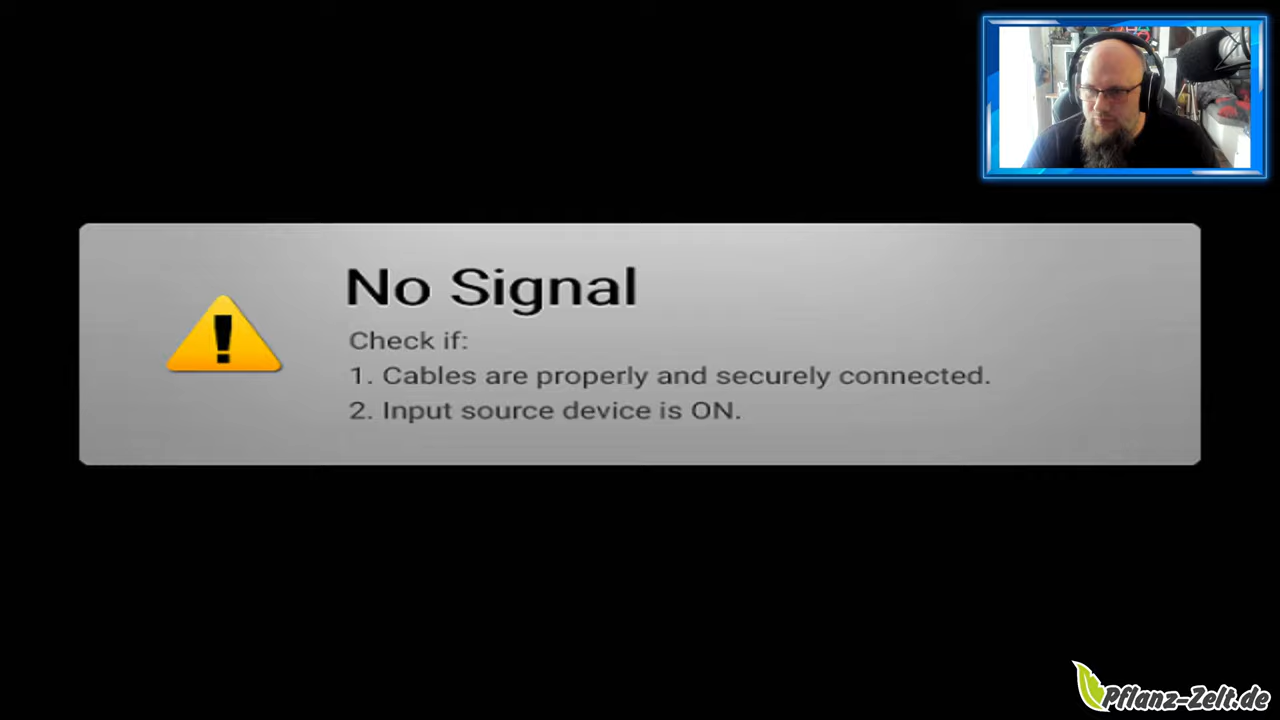 No Signal
Check if:
1. Cables are properly and securely connected.
2. Input source device is ON.
Pflanz-Zelt.de